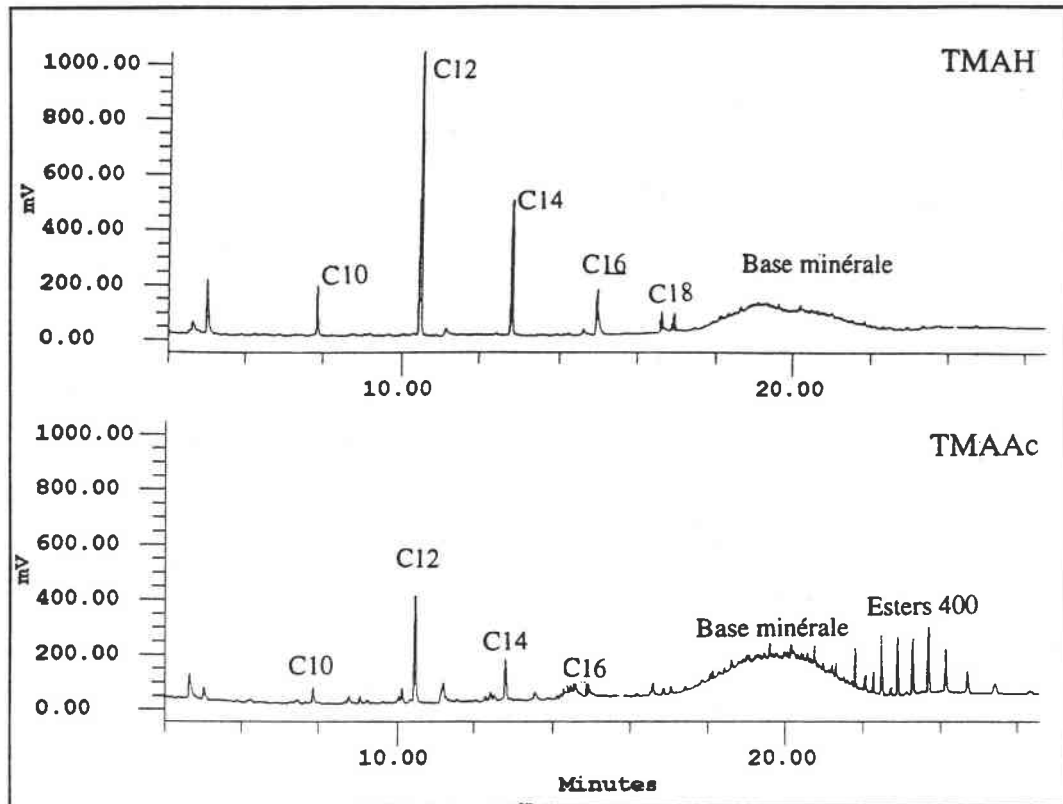 TMAH
1000.00
800.00
600.00
400.00
200.00
0.00
mV
C12
C14
C10
C16
C18
Base minérale
10.00
20.00
TMAAc
1000.00
800.00
600.00
400.00
200.00
0.00
mV
C12
C14
C10
C16
Base minérale
Esters 400
10.00
20.00
Minutes